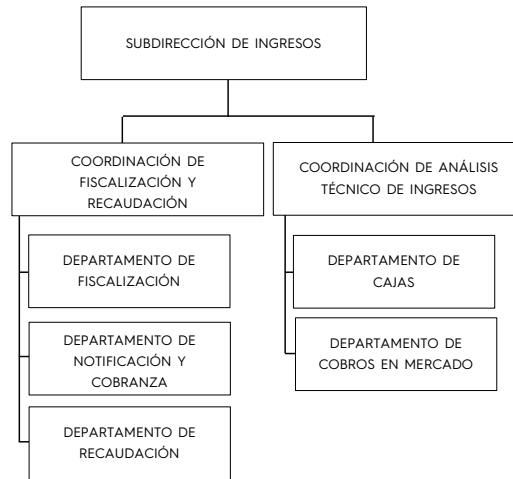 SUBDIRECCIÓN DE INGRESOS
COORDINACIÓN DE
FISCALIZACIÓN Y
RECAUDACIÓN
COORDINACIÓN DE ANÁLISIS
TÉCNICO DE INGRESOS
DEPARTAMENTO DE
FISCALIZACIÓN
DEPARTAMENTO DE
NOTIFICACIÓN Y
COBRANZA
DEPARTAMENTO DE
RECAUDACIÓN
DEPARTAMENTO DE
CAJAS
DEPARTAMENTO DE
COBROS EN MERCADO